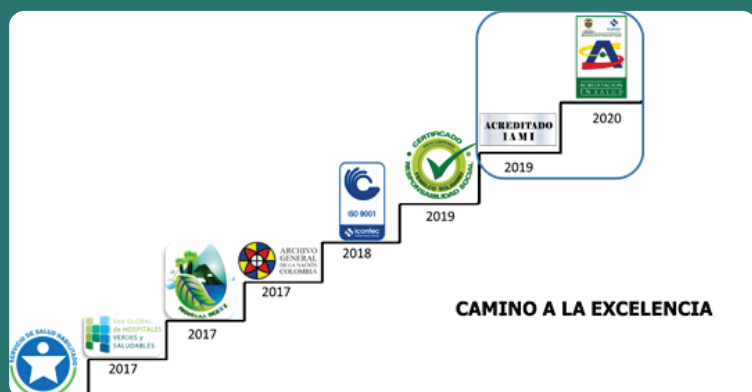 ACREDITACIÓN
EN SALUD
2020
ACREDITADO
IAMI
2019
CERTIFICADO
RESPONSABILIDAD SOCIAL
2019
ISO 9001
icontec
2018
ARCHIVO
GENERAL
DE LA NACIÓN
COLOMBIA
2017
2017
RED GLOBAL
de HOSPITALES
VERDES y
SALUDABLES
2017
SERVICIO DE SALUD HABILITADO
CAMINO A LA EXCELENCIA